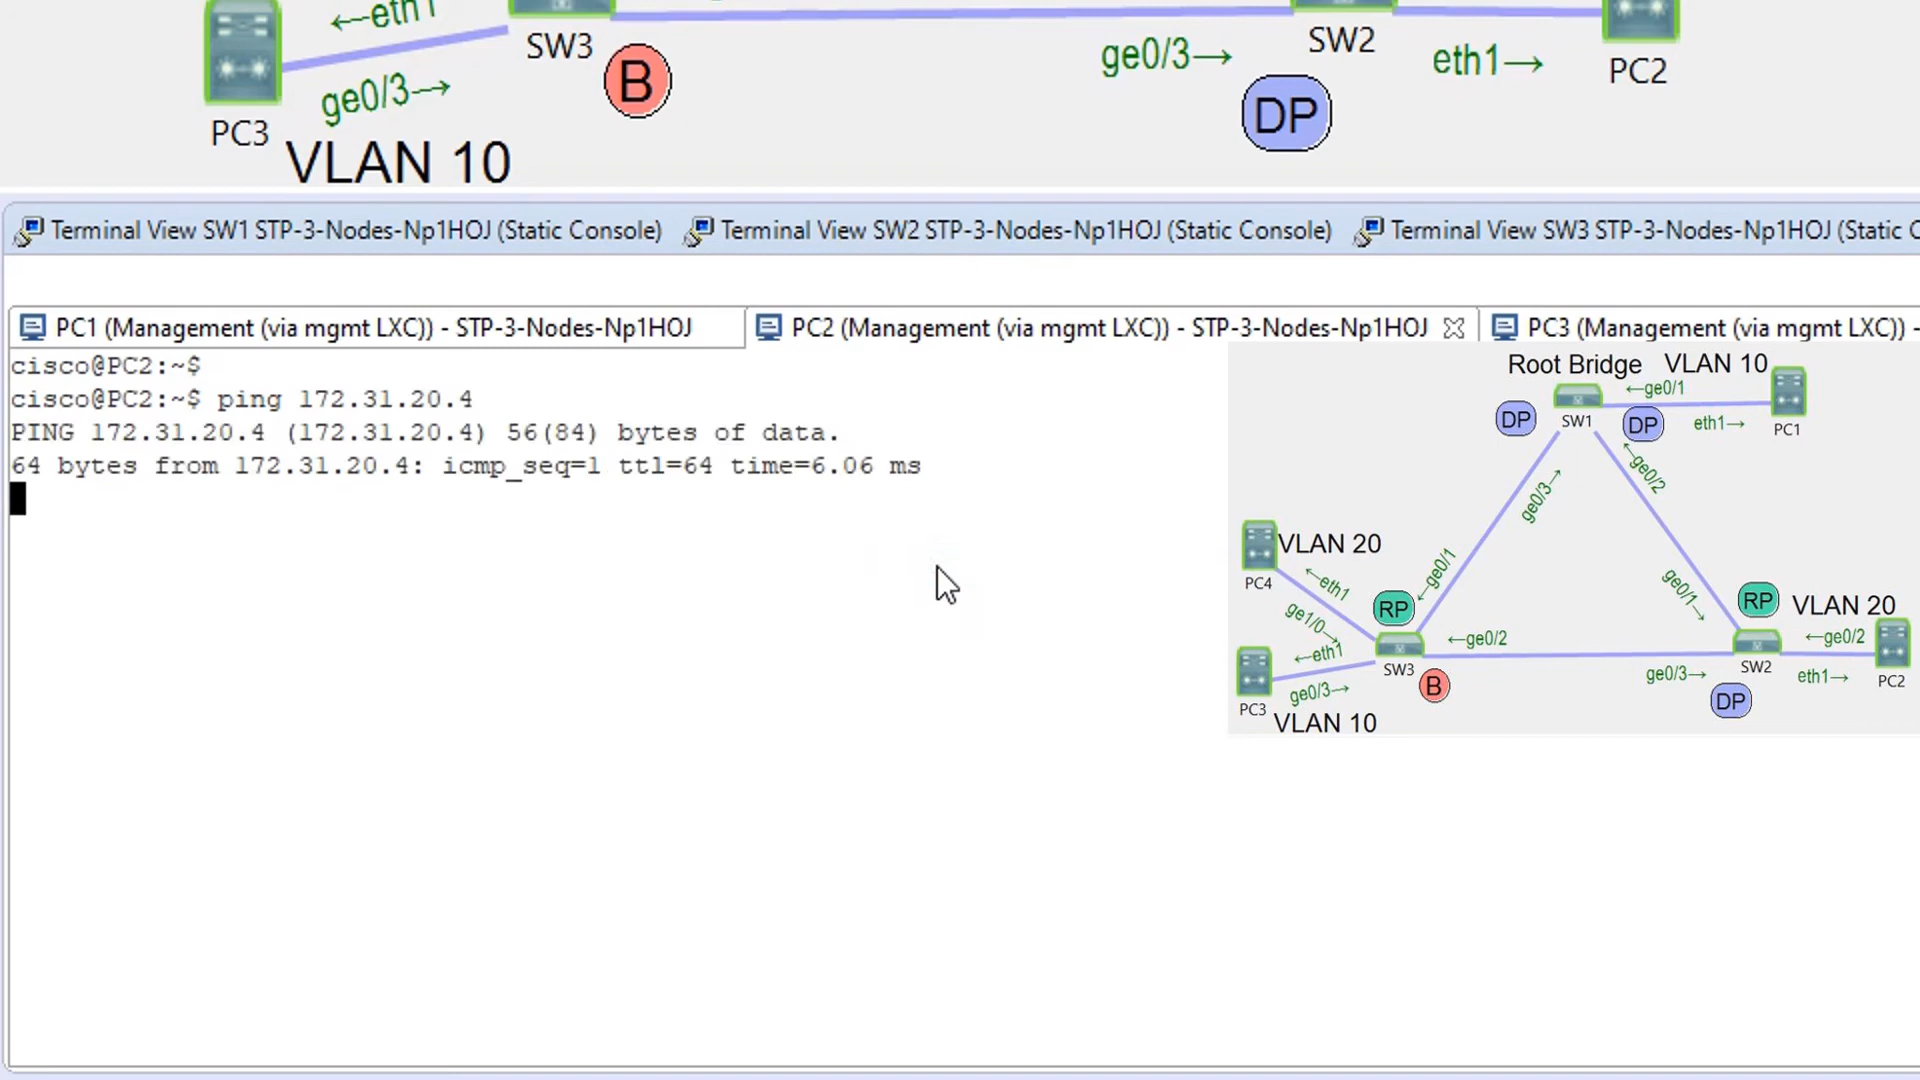 ←eth1
SW3
SW2
ge0/3→
eth1→
PC2
B
ge0/3→
DP
PC3
VLAN 10
Terminal View SW1 STP-3-Nodes-Np1HOJ (Static Console)
Terminal View SW2 STP-3-Nodes-Np1HOJ (Static Console)
Terminal View SW3 STP-3-Nodes-Np1HOJ (Static
PC1 (Management (via mgmt LXC)) - STP-3-Nodes-Np1HOJ
PC2 (Management (via mgmt LXC)) - STP-3-Nodes-Np1HOJ
PC3 (Management (via mgmt LXC)) -
cisco@PC2:~$
cisco@PC2:~$ ping 172.31.20.4
PING 172.31.20.4 (172.31.20.4) 56(84) bytes of data.
64 bytes from 172.31.20.4: icmp_seq=1 ttl=64 time=6.06 ms
Root Bridge
VLAN 10
←ge0/1
DP
SW1
DP
eth1→
PC1
←ge0/2
ge0/3→
VLAN 20
PC4
←eth1
←ge0/1
ge0/1→
RP
RP
VLAN 20
ge1/0→
←ge0/2
←ge0/2
←eth1
SW3
SW2
ge0/3→
eth1→
PC2
B
ge0/3→
DP
PC3
VLAN 10